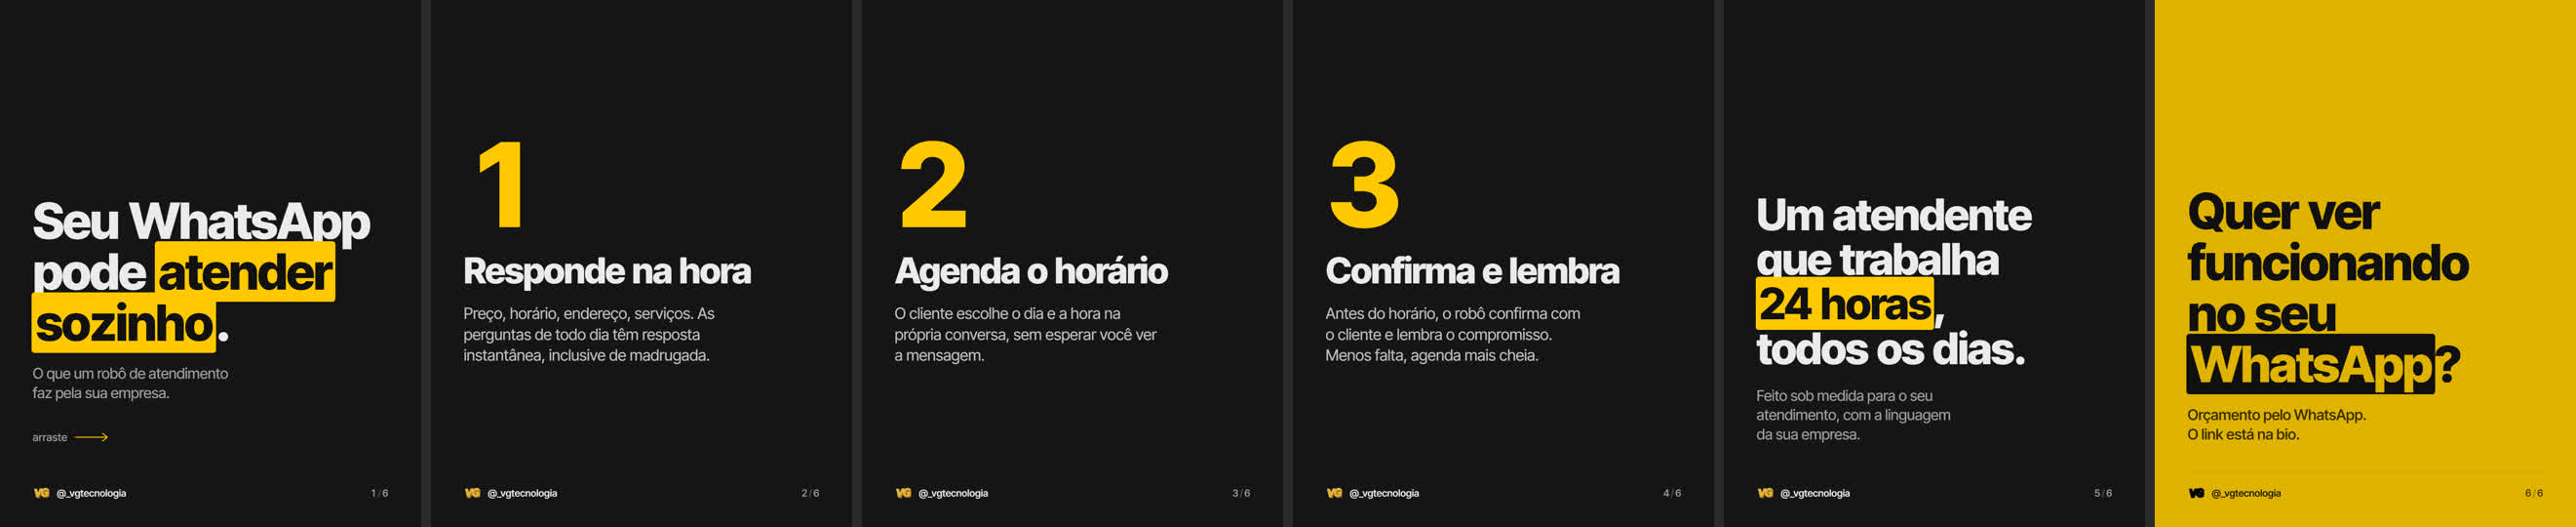 Seu WhatsApp
pode atender
sozinho.
O que um robô de atendimento
faz pela sua empresa.
arraste
VG @_vgtecnologia
1/6
1
Responde na hora
Preço, horário, endereço, serviços. As
perguntas de todo dia têm resposta
instantânea, inclusive de madrugada.
VG @_vgtecnologia
2/6
2
Agenda o horário
O cliente escolhe o dia e a hora na
própria conversa, sem esperar você ver
a mensagem.
VG @_vgtecnologia
3/6
3
Confirma e lembra
Antes do horário, o robô confirma com
o cliente e lembra o compromisso.
Menos falta, agenda mais cheia.
VG @_vgtecnologia
4/6
Um atendente
que trabalha
24 horas,
todos os dias.
Feito sob medida para o seu
atendimento, com a linguagem
da sua empresa.
VG @_vgtecnologia
5/6
Quer ver
funcionando
no seu
WhatsApp?
Orçamento pelo WhatsApp.
O link está na bio.
VG @_vgtecnologia
6/6